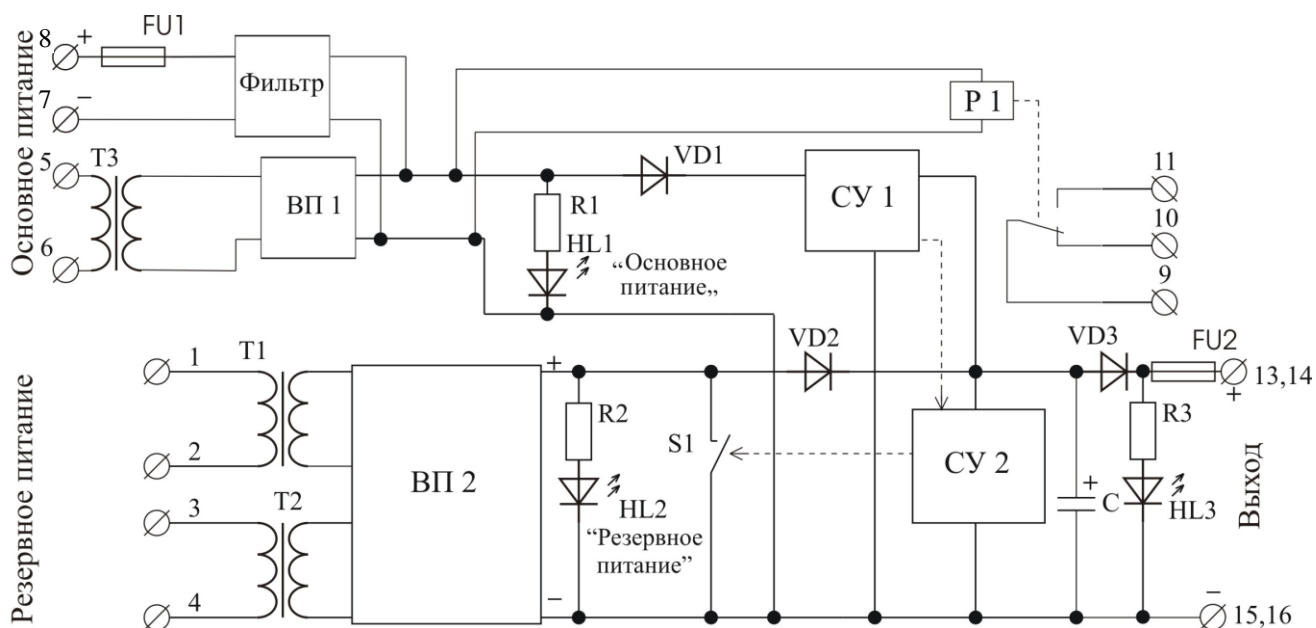 Основное питание
8
+
FU1
Фильтр
7
−
5
T3
6
ВП 1
R1
HL1
“Основное
питание„
VD1
СУ 1
Р 1
11
10
9
Резервное питание
1
T1
2
3
T2
4
ВП 2
+
−
R2
HL2
“Резервное
питание”
S1
VD2
СУ 2
VD3
FU2
13,14
+
R3
+
C
HL3
Выход
−
15,16